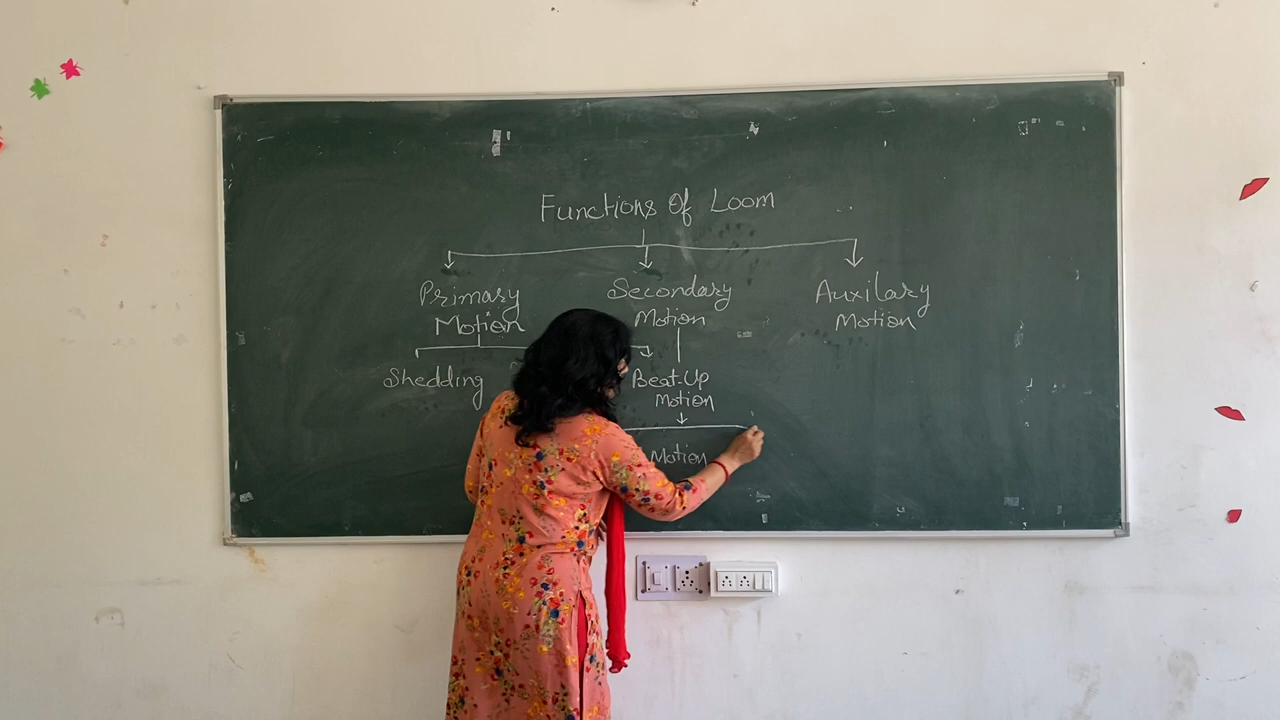 Functions Of Loom
Primary
Motion
Secondary
Motion
Auxilary
Motion
Shedding
Beat-Up
Motion
Motion